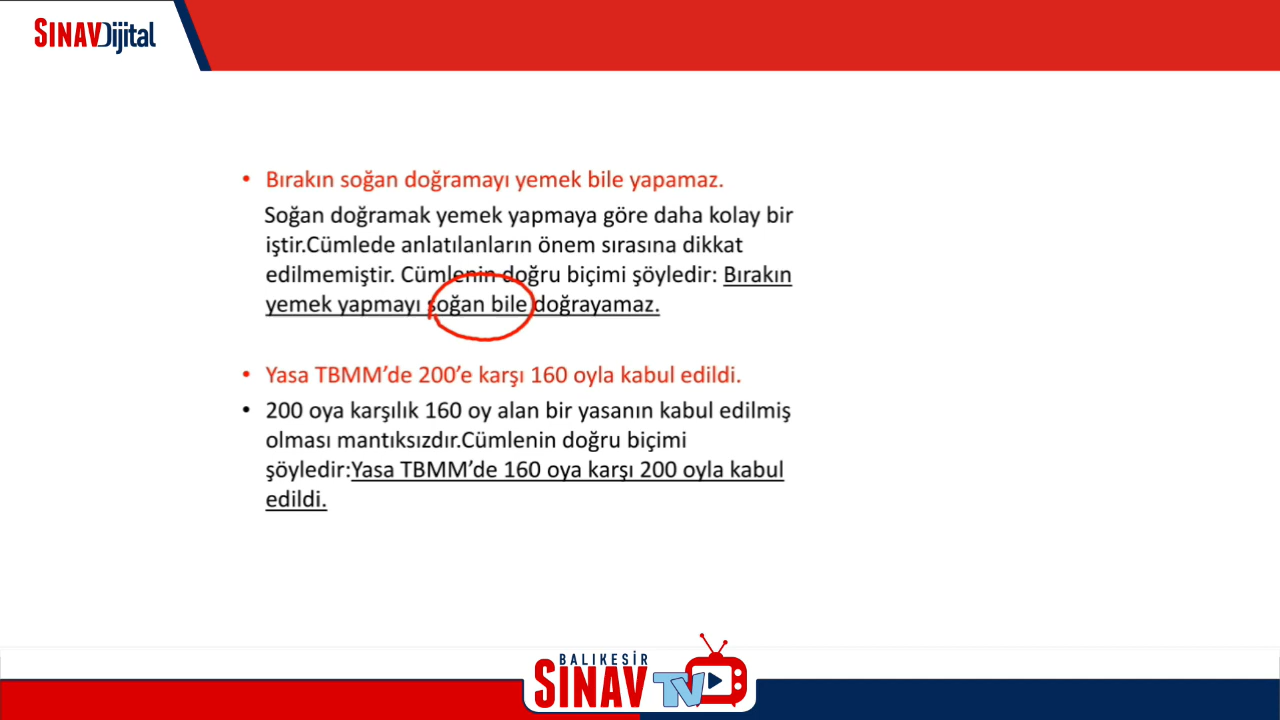 SINAVDijital
• Bırakın soğan doğramayı yemek bile yapamaz.
Soğan doğramak yemek yapmaya göre daha kolay bir
iştir.Cümlede anlatılanların önem sırasına dikkat
edilmemiştir. Cümlenin doğru biçimi şöyledir: Bırakın
yemek yapmayı soğan bile doğrayamaz.
• Yasa TBMM’de 200’e karşı 160 oyla kabul edildi.
• 200 oya karşılık 160 oy alan bir yasanın kabul edilmiş
olması mantıksızdır.Cümlenin doğru biçimi
şöyledir:Yasa TBMM’de 160 oya karşı 200 oyla kabul
edildi.
BALIKESİR
SINAV TV